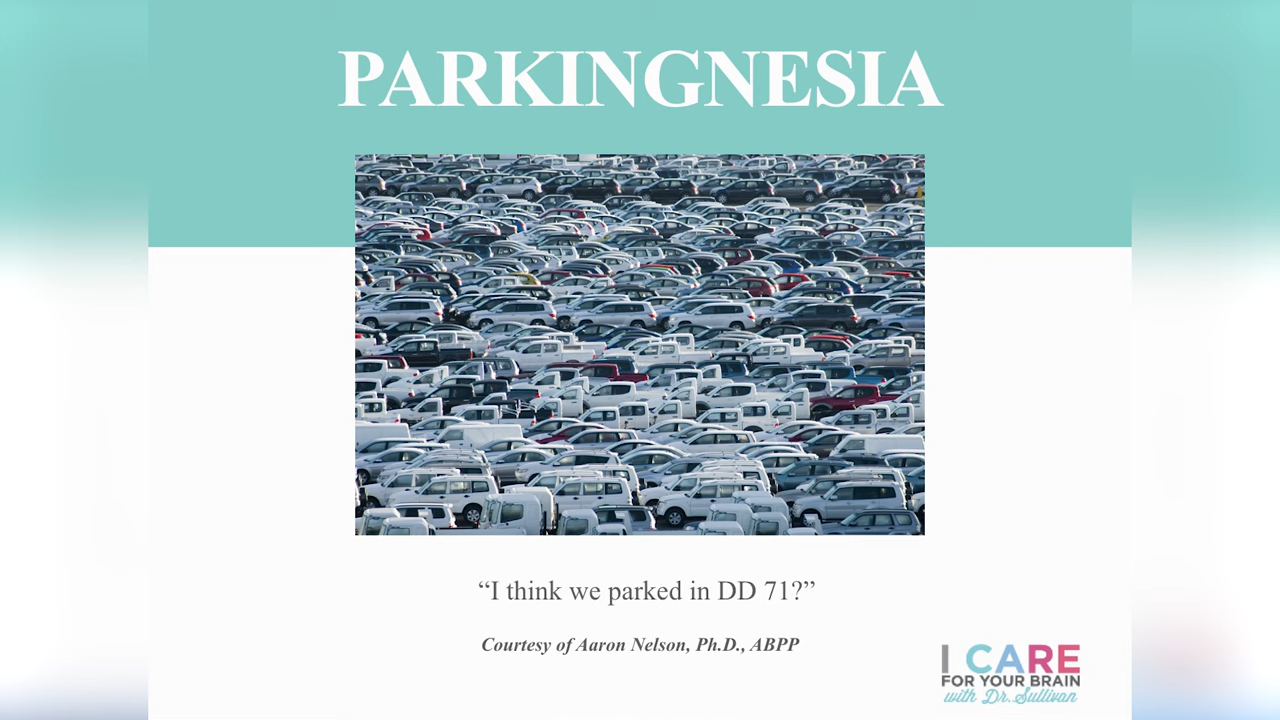 PARKINGNESIA
“I think we parked in DD 71?”
Courtesy of Aaron Nelson, Ph.D., ABPP
I CARE
FOR YOUR BRAIN
with Dr. Sullivan